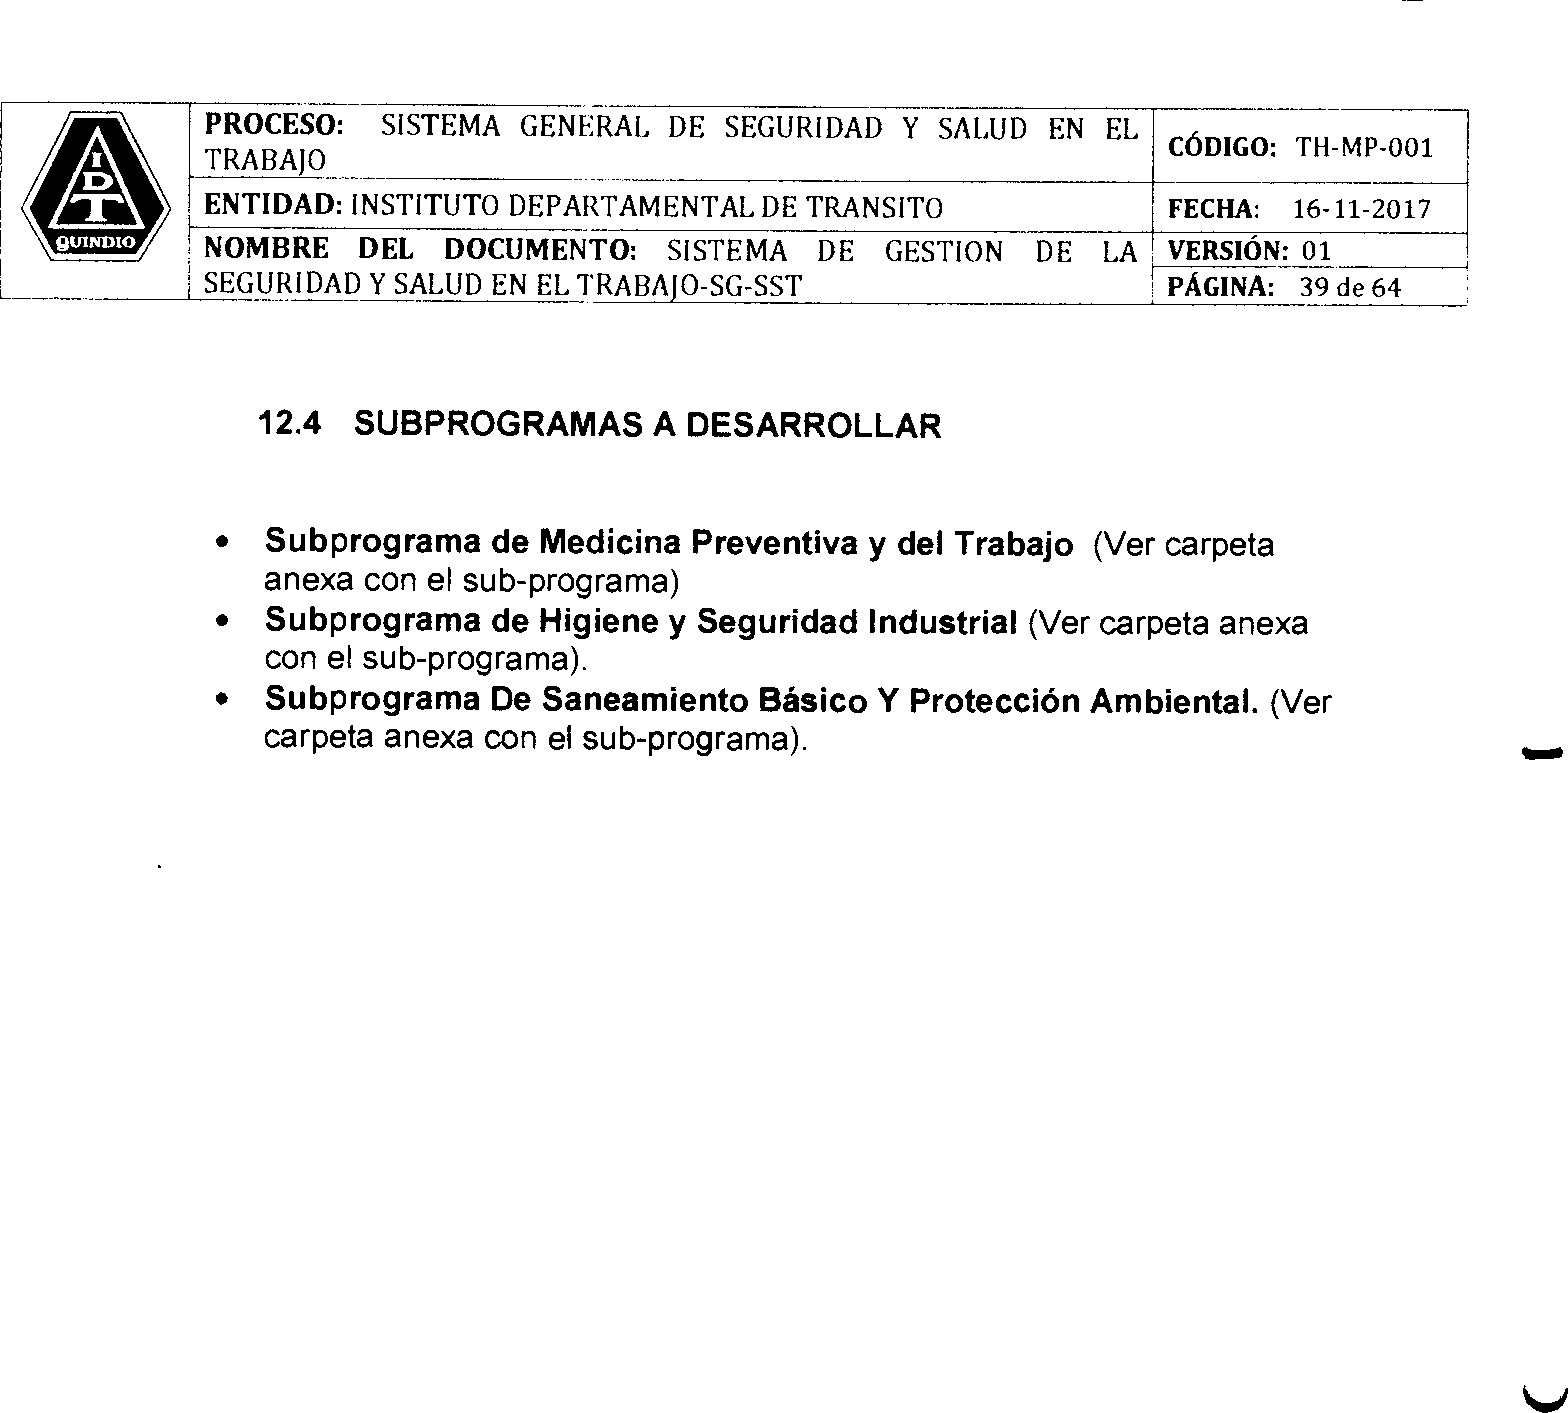 I
D
T
QUINDIO
PROCESO: SISTEMA GENERAL DE SEGURIDAD Y SALUD EN EL
TRABAJO
CÓDIGO: TH-MP-001
ENTIDAD: INSTITUTO DEPARTAMENTAL DE TRANSITO
FECHA: 16-11-2017
NOMBRE DEL DOCUMENTO: SISTEMA DE GESTION DE LA
SEGURIDAD Y SALUD EN EL TRABAJO-SG-SST
VERSIÓN: 01
PÁGINA: 39 de 64
12.4 SUBPROGRAMAS A DESARROLLAR
• Subprograma de Medicina Preventiva y del Trabajo (Ver carpeta
anexa con el sub-programa)
• Subprograma de Higiene y Seguridad Industrial (Ver carpeta anexa
con el sub-programa).
• Subprograma De Saneamiento Básico Y Protección Ambiental. (Ver
carpeta anexa con el sub-programa).